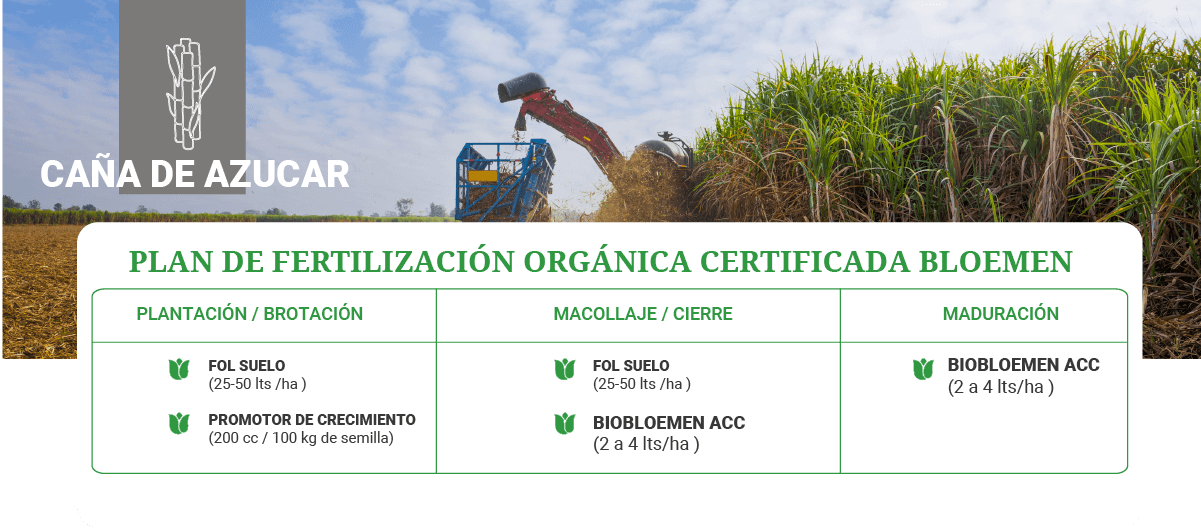 CAÑA DE AZUCAR
PLAN DE FERTILIZACIÓN ORGÁNICA CERTIFICADA BLOEMEN
PLANTACIÓN / BROTACIÓN
MACOLLAJE / CIERRE
MADURACIÓN
FOL SUELO
(25-50 lts /ha )
PROMOTOR DE CRECIMIENTO
(200 cc / 100 kg de semilla)
FOL SUELO
(25-50 lts /ha )
BIOBLOEMEN ACC
(2 a 4 lts/ha )
BIOBLOEMEN ACC
(2 a 4 lts/ha )